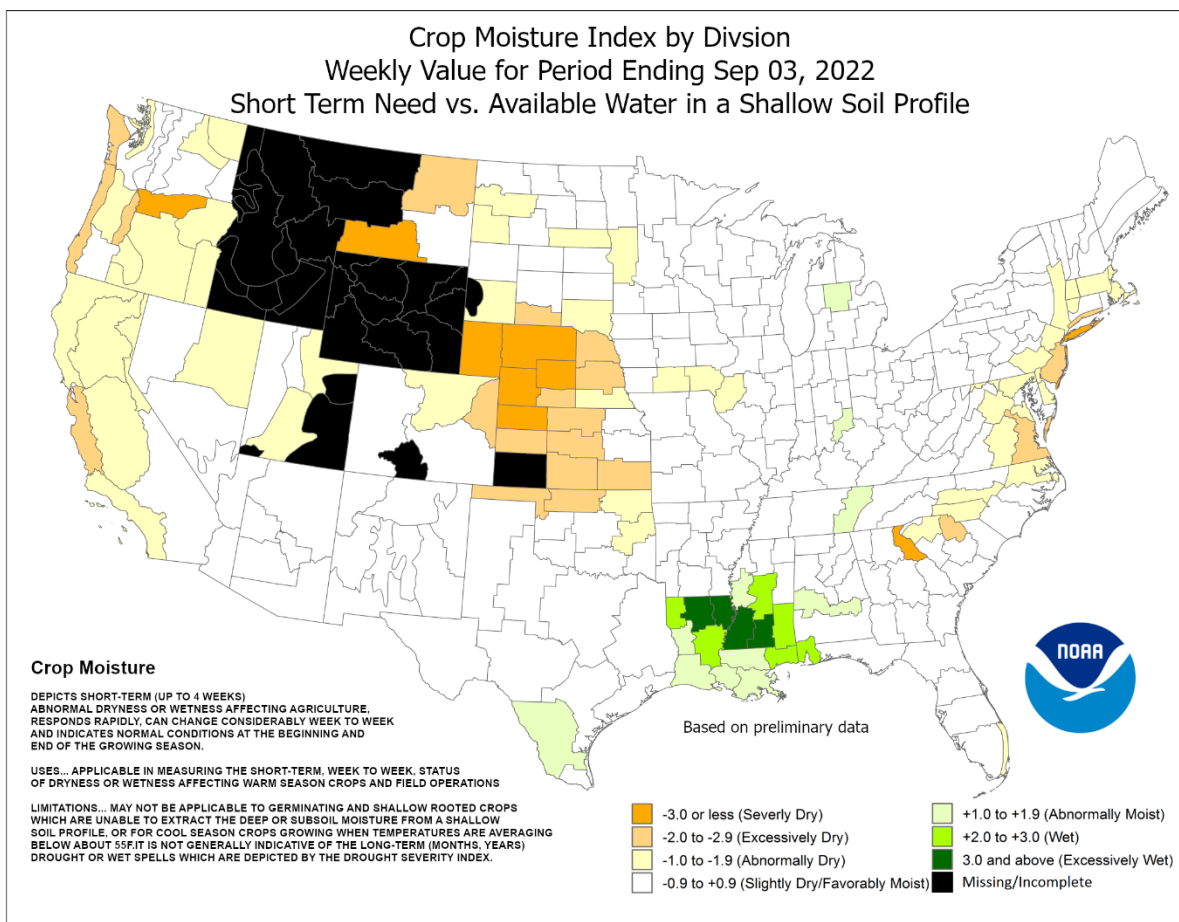 Crop Moisture Index by Divsion
Weekly Value for Period Ending Sep 03, 2022
Short Term Need vs. Available Water in a Shallow Soil Profile
NOAA
Crop Moisture
DEPICTS SHORT-TERM (UP TO 4 WEEKS)
ABNORMAL DRYNESS OR WETNESS AFFECTING AGRICULTURE,
RESPONDS RAPIDLY, CAN CHANGE CONSIDERABLY WEEK TO WEEK
AND INDICATES NORMAL CONDITIONS AT THE BEGINNING AND
END OF THE GROWING SEASON.
USES... APPLICABLE IN MEASURING THE SHORT-TERM, WEEK TO WEEK, STATUS
OF DRYNESS OR WETNESS AFFECTING WARM SEASON CROPS AND FIELD OPERATIONS
LIMITATIONS... MAY NOT BE APPLICABLE TO GERMINATING AND SHALLOW ROOTED CROPS
WHICH ARE UNABLE TO EXTRACT THE DEEP OR SUBSOIL MOISTURE FROM A SHALLOW
SOIL PROFILE, OR FOR COOL SEASON CROPS GROWING WHEN TEMPERATURES ARE AVERAGING
BELOW ABOUT 55F.IT IS NOT GENERALLY INDICATIVE OF THE LONG-TERM (MONTHS, YEARS)
DROUGHT OR WET SPELLS WHICH ARE DEPICTED BY THE DROUGHT SEVERITY INDEX.
Based on preliminary data
-3.0 or less (Severly Dry)
-2.0 to -2.9 (Excessively Dry)
-1.0 to -1.9 (Abnormally Dry)
-0.9 to +0.9 (Slightly Dry/Favorably Moist)
+1.0 to +1.9 (Abnormally Moist)
+2.0 to +3.0 (Wet)
3.0 and above (Excessively Wet)
Missing/Incomplete